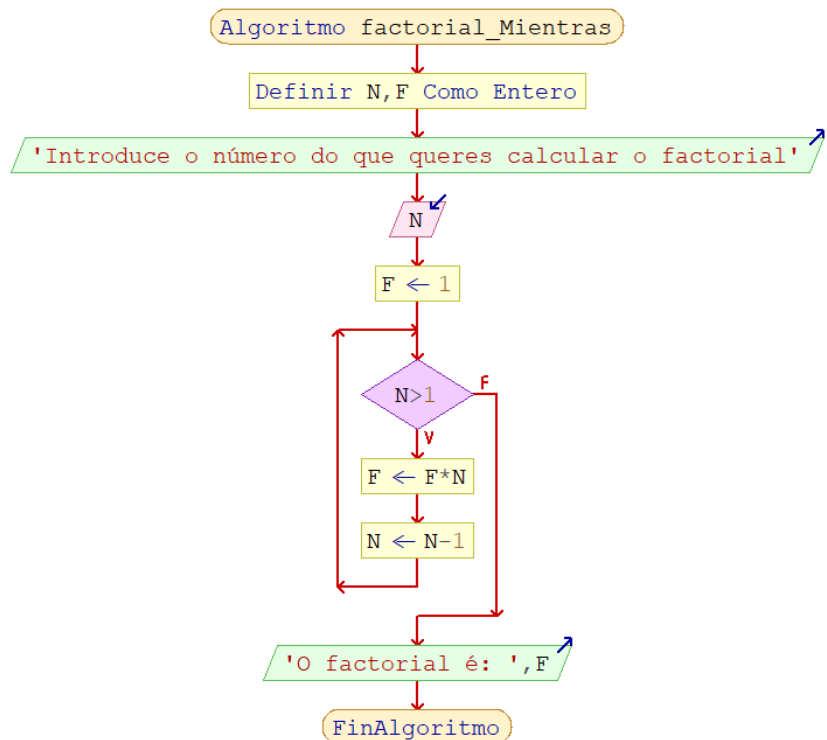 Algoritmo factorial_Mientras
Definir N,F Como Entero
'Introduce o número do que queres calcular o factorial'
N
F ← 1
N>1
F
V
F ← F*N
N ← N-1
'O factorial é: ',F
FinAlgoritmo